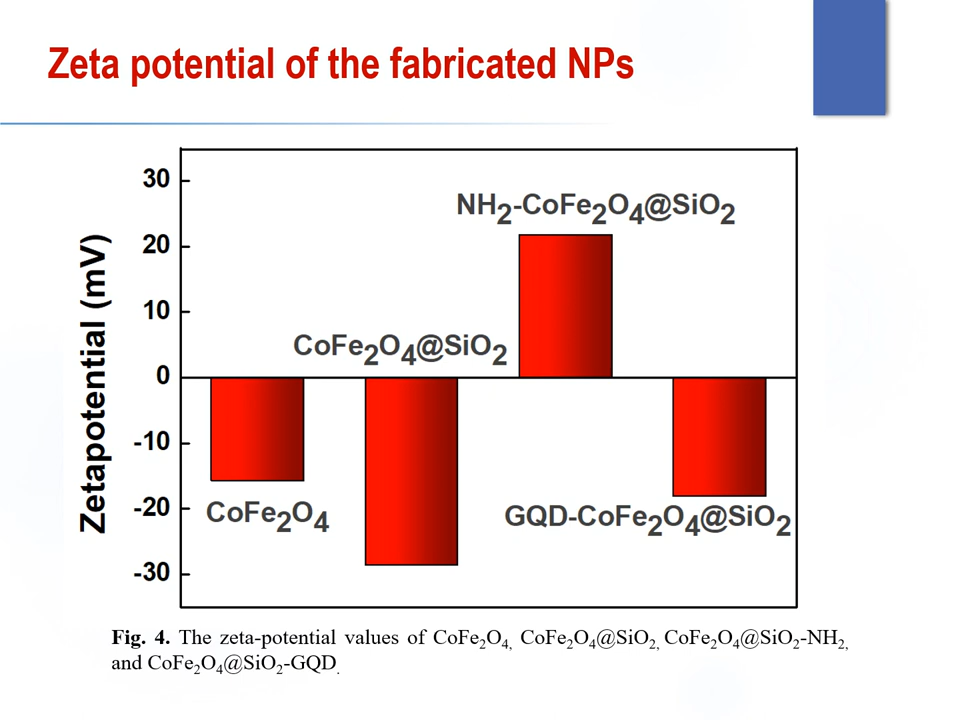 Zeta potential of the fabricated NPs
30
20
10
0
-10
-20
-30
Zetapotential (mV)
NH₂-CoFe₂O₄@SiO₂
CoFe₂O₄@SiO₂
CoFe₂O₄
GQD-CoFe₂O₄@SiO₂
Fig. 4. The zeta-potential values of CoFe₂O₄, CoFe₂O₄@SiO₂, CoFe₂O₄@SiO₂-NH₂,
and CoFe₂O₄@SiO₂-GQD.